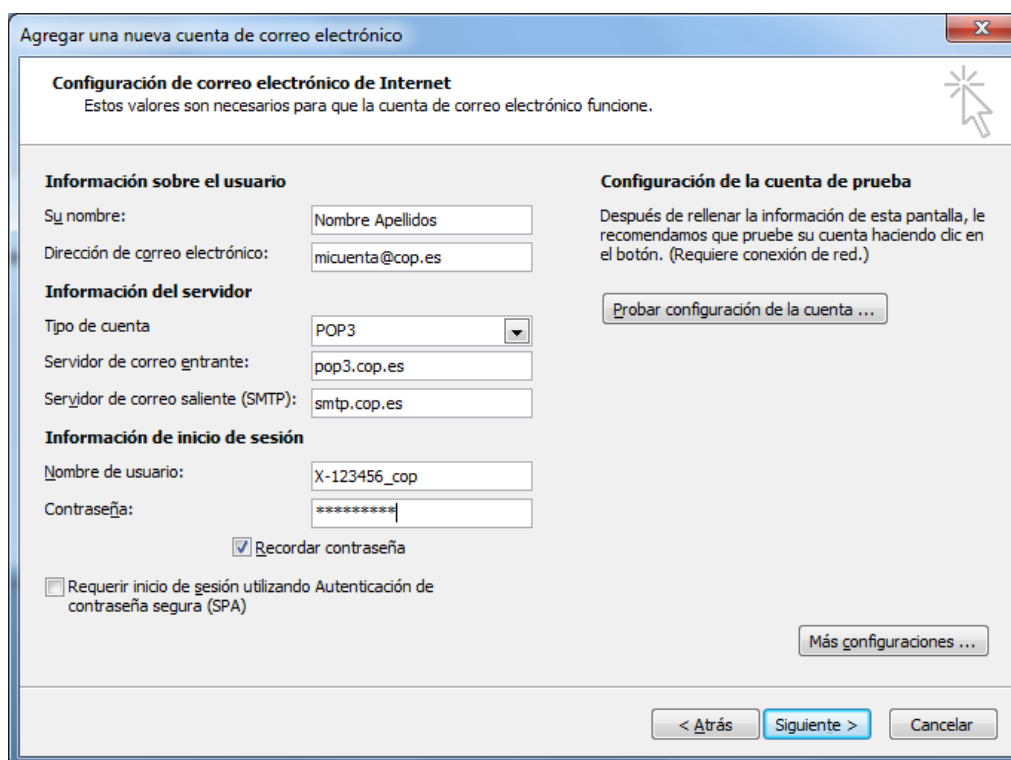 Agregar una nueva cuenta de correo electrónico
Configuración de correo electrónico de Internet
Estos valores son necesarios para que la cuenta de correo electrónico funcione.
Información sobre el usuario
Su nombre:
Nombre Apellidos
Dirección de correo electrónico:
micuenta@cop.es
Información del servidor
Tipo de cuenta
POP3
Servidor de correo entrante:
pop3.cop.es
Servidor de correo saliente (SMTP):
smtp.cop.es
Información de inicio de sesión
Nombre de usuario:
X-123456_cop
Contraseña:
*********
Recordar contraseña
Requerir inicio de sesión utilizando Autenticación de
contraseña segura (SPA)
Configuración de la cuenta de prueba
Después de rellenar la información de esta pantalla, le
recomendamos que pruebe su cuenta haciendo clic en
el botón. (Requiere conexión de red.)
Probar configuración de la cuenta ...
Más configuraciones ...
< Atrás
Siguiente >
Cancelar